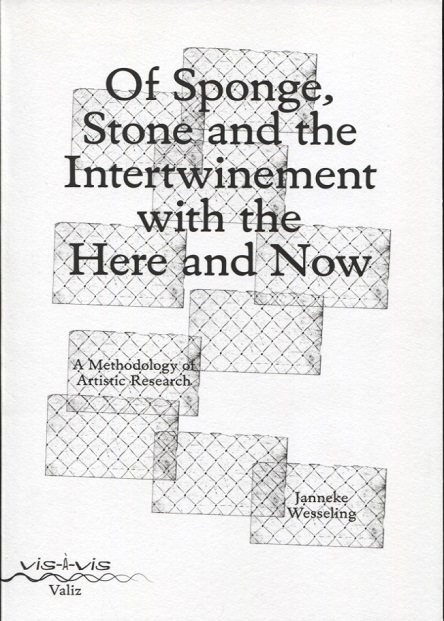 Of Sponge,
Stone and the
Intertwinement
with the
Here and Now
A Methodology of
Artistic Research
Janneke
Wesseling
vis-à-vis
Valiz